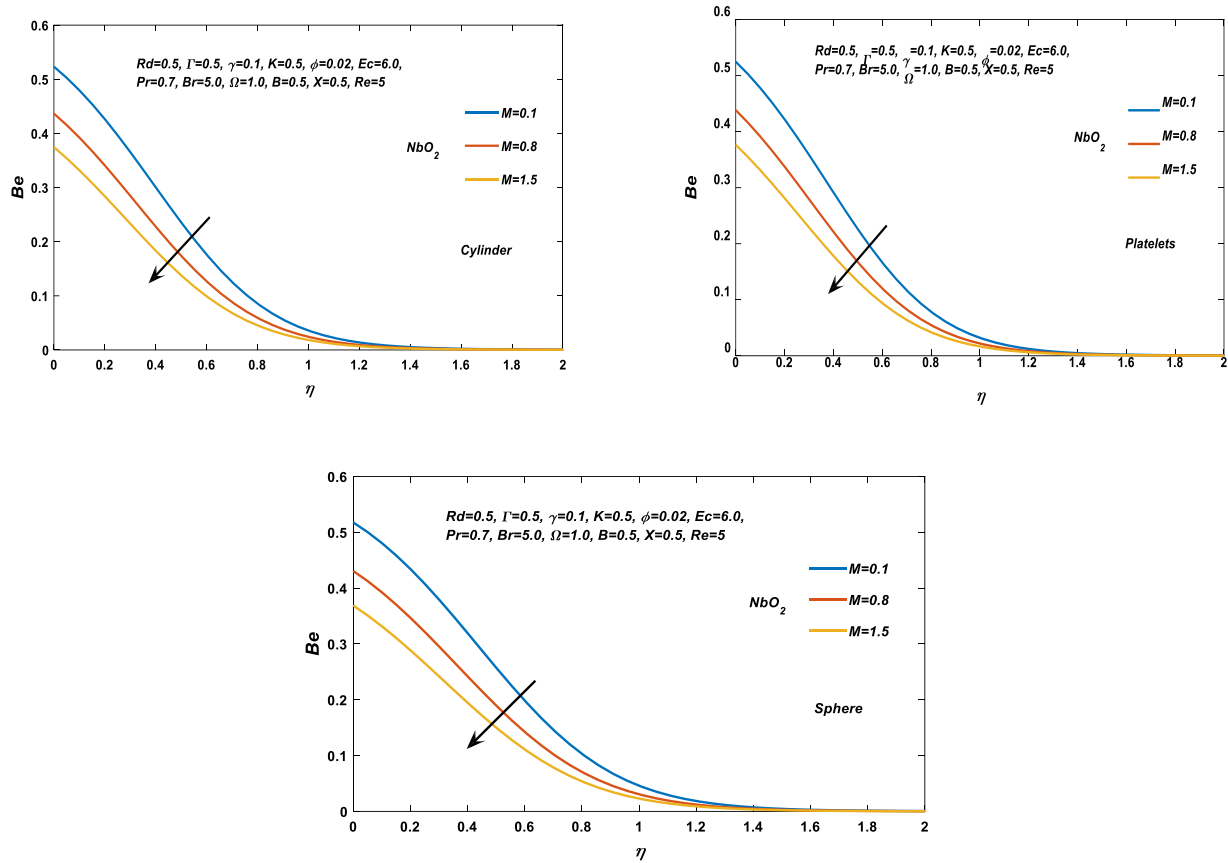 0.6
Rd=0.5, Γ=0.5, γ=0.1, K=0.5, ϕ=0.02, Ec=6.0,
Pr=0.7, Br=5.0, Ω=1.0, B=0.5, X=0.5, Re=5
0.5
M=0.1
0.4
NbO2
M=0.8
0.3
M=1.5
Be
0.2
Cylinder
0.1
0
0 0.2 0.4 0.6 0.8 1 1.2 1.4 1.6 1.8 2
η
0.6
Rd=0.5, Γ=0.5, γ=0.1, K=0.5, ϕ=0.02, Ec=6.0,
Pr=0.7, Br=5.0, Ω=1.0, B=0.5, X=0.5, Re=5
0.5
M=0.1
0.4
NbO2
M=0.8
0.3
M=1.5
Be
0.2
Platelets
0.1
0
0 0.2 0.4 0.6 0.8 1 1.2 1.4 1.6 1.8 2
η
0.6
Rd=0.5, Γ=0.5, γ=0.1, K=0.5, ϕ=0.02, Ec=6.0,
Pr=0.7, Br=5.0, Ω=1.0, B=0.5, X=0.5, Re=5
0.5
M=0.1
0.4
NbO2
M=0.8
M=1.5
0.3
Be
0.2
Sphere
0.1
0
0 0.2 0.4 0.6 0.8 1 1.2 1.4 1.6 1.8 2
η